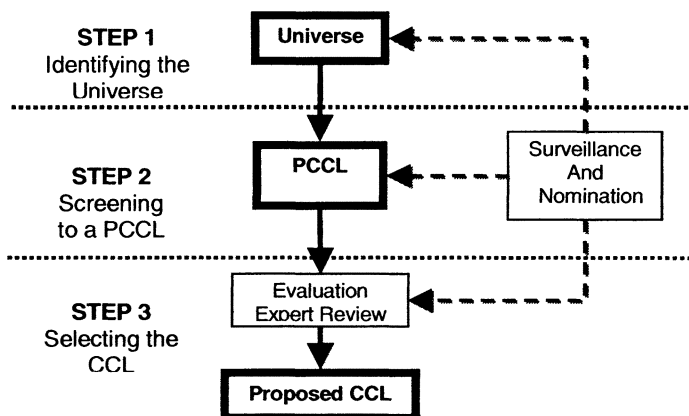 STEP 1
Identifying the
Universe
Universe
STEP 2
Screening
to a PCCL
PCCL
Surveillance
And
Nomination
STEP 3
Selecting the
CCL
Evaluation
Expert Review
Proposed CCL